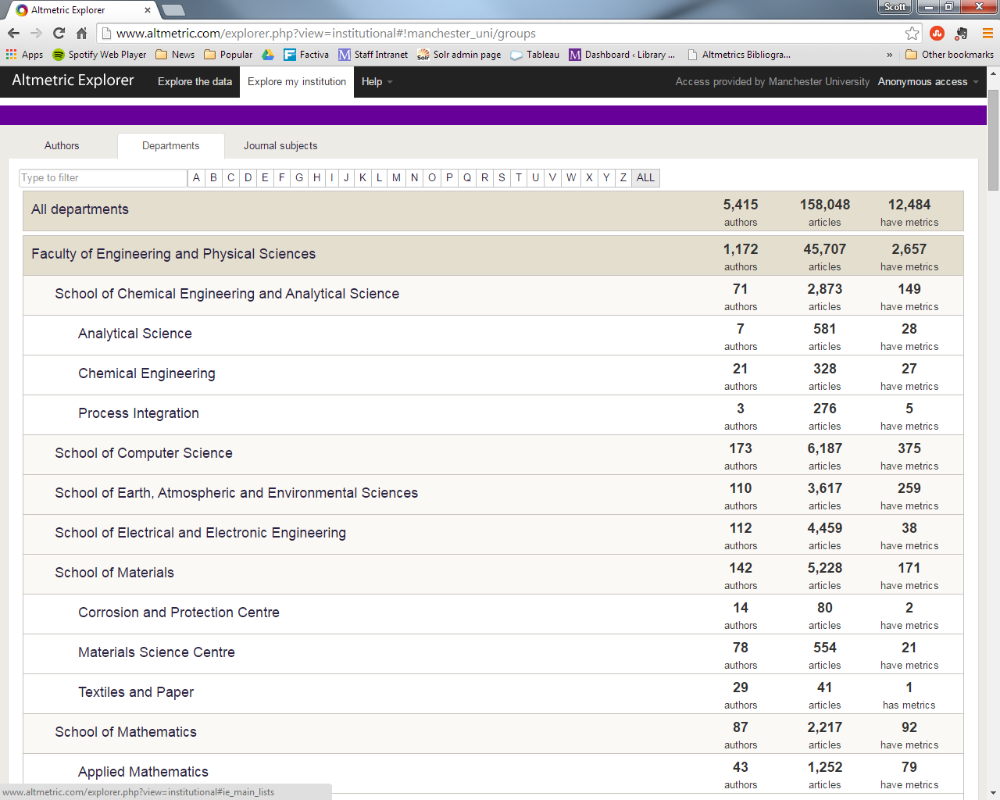 Altmetric Explorer
Scott
www.altmetric.com/explorer.php?view=institutional#!manchester_uni/groups
Apps Spotify Web Player News Popular Factiva Staff Intranet Solr admin page Tableau Dashboard ‹ Library ... Altmetrics Bibliogra... » Other bookmarks
Altmetric Explorer Explore the data Explore my institution Help Access provided by Manchester University Anonymous access
Authors Departments Journal subjects
Type to filter A B C D E F G H I J K L M N O P Q R S T U V W X Y Z ALL
All departments 5,415 158,048 12,484
authors articles have metrics
Faculty of Engineering and Physical Sciences 1,172 45,707 2,657
authors articles have metrics
School of Chemical Engineering and Analytical Science 71 2,873 149
authors articles have metrics
Analytical Science 7 581 28
authors articles have metrics
Chemical Engineering 21 328 27
authors articles have metrics
Process Integration 3 276 5
authors articles have metrics
School of Computer Science 173 6,187 375
authors articles have metrics
School of Earth, Atmospheric and Environmental Sciences 110 3,617 259
authors articles have metrics
School of Electrical and Electronic Engineering 112 4,459 38
authors articles have metrics
School of Materials 142 5,228 171
authors articles have metrics
Corrosion and Protection Centre 14 80 2
authors articles have metrics
Materials Science Centre 78 554 21
authors articles have metrics
Textiles and Paper 29 41 1
authors articles has metrics
School of Mathematics 87 2,217 92
authors articles have metrics
Applied Mathematics 43 1,252 79
authors articles have metrics
www.altmetric.com/explorer.php?view=institutional#ie_main_lists